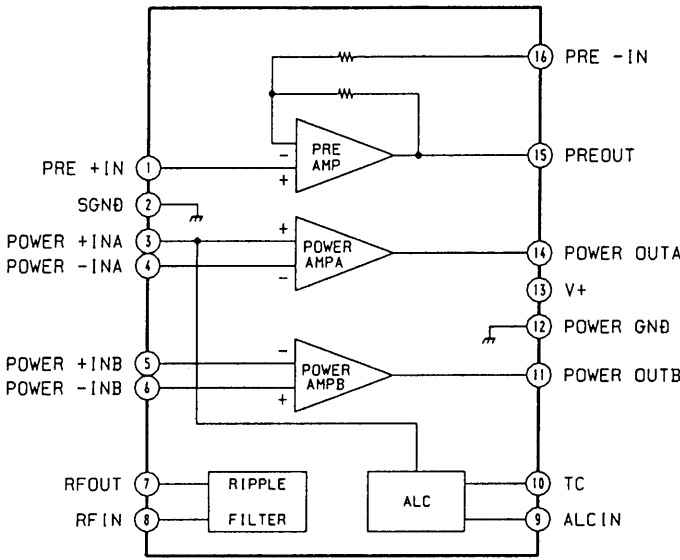 16 PRE -IN
PRE
AMP
-
+
PRE +IN 1
15 PREOUT
SGND 2
POWER +INA 3
POWER -INA 4
+
POWER
AMPA
-
14 POWER OUTA
13 V+
12 POWER GND
POWER +INB 5
POWER -INB 6
-
POWER
AMPB
+
11 POWER OUTB
RFOUT 7
RFIN 8
RIPPLE
FILTER
ALC
10 TC
9 ALCIN